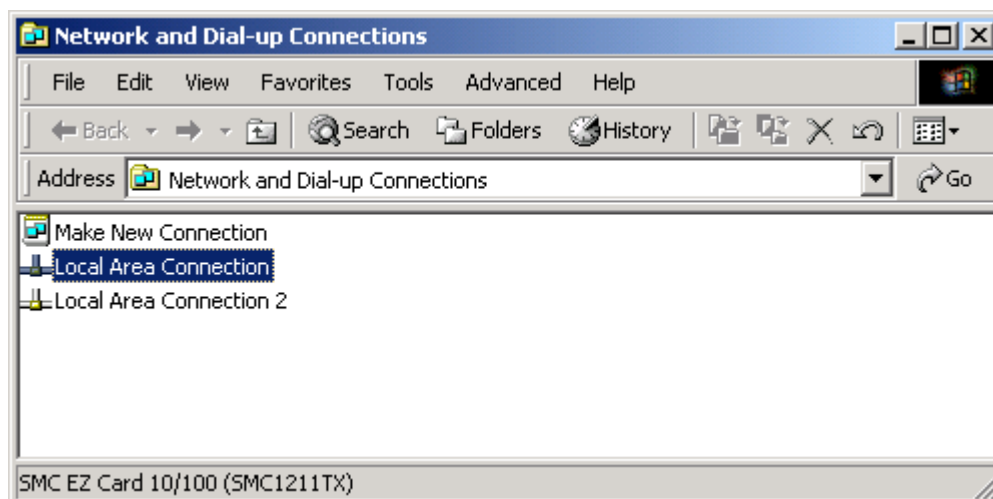 Network and Dial-up Connections
File Edit View Favorites Tools Advanced Help
Back Search Folders History
Address Network and Dial-up Connections Go
Make New Connection
Local Area Connection
Local Area Connection 2
SMC EZ Card 10/100 (SMC1211TX)